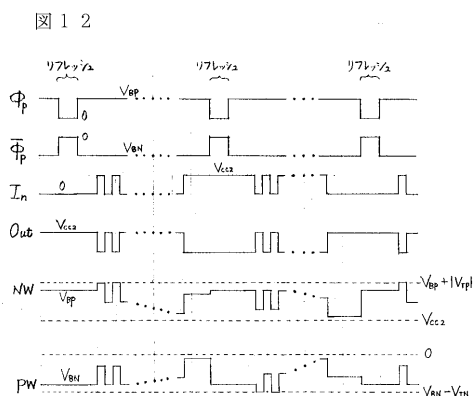 図12
リフレッシュ リフレッシュ リフレッシュ
Φp VBP 0
Φ̄p 0 VBN
In 0 VCC2
Out VCC2
NW VBP VBP+|VTP|
VCC2
0
PW VBN VBN−VTN